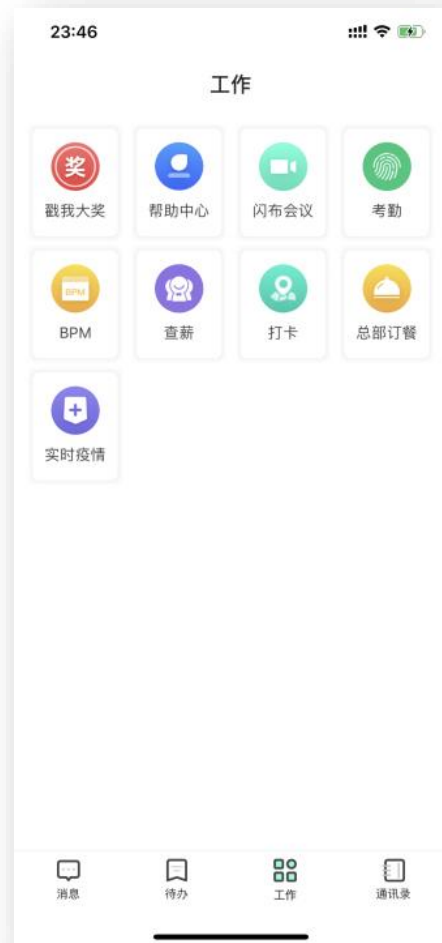 23:46
工作
奖
戳我大奖
帮助中心
闪布会议
考勤
BPM
BPM
查薪
打卡
总部订餐
实时疫情
消息
待办
工作
通讯录